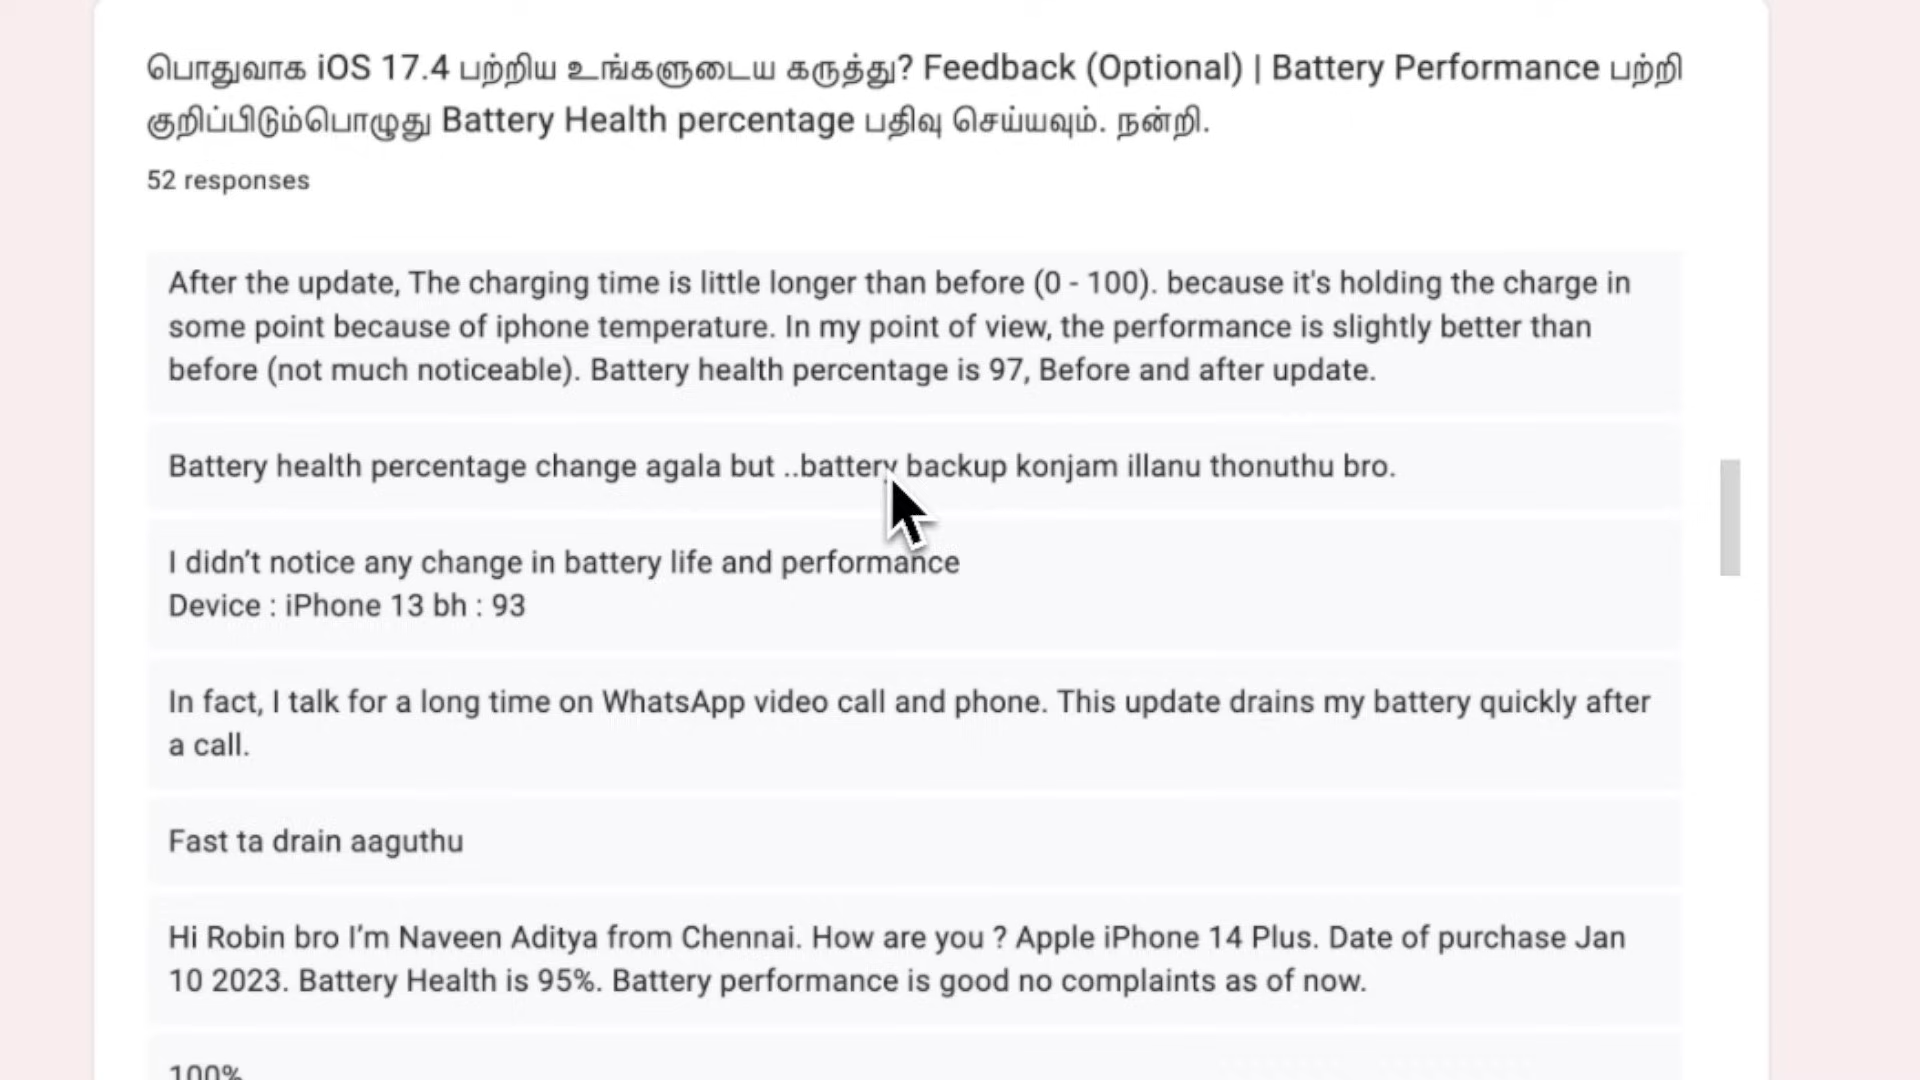 பொதுவாக iOS 17.4 பற்றிய உங்களுடைய கருத்து? Feedback (Optional) | Battery Performance பற்றி
குறிப்பிடும்பொழுது Battery Health percentage பதிவு செய்யவும். நன்றி.
52 responses
After the update, The charging time is little longer than before (0 - 100). because it's holding the charge in
some point because of iphone temperature. In my point of view, the performance is slightly better than
before (not much noticeable). Battery health percentage is 97, Before and after update.
Battery health percentage change agala but ..battery backup konjam illanu thonuthu bro.
I didn’t notice any change in battery life and performance
Device : iPhone 13 bh : 93
In fact, I talk for a long time on WhatsApp video call and phone. This update drains my battery quickly after
a call.
Fast ta drain aaguthu
Hi Robin bro I’m Naveen Aditya from Chennai. How are you ? Apple iPhone 14 Plus. Date of purchase Jan
10 2023. Battery Health is 95%. Battery performance is good no complaints as of now.
100%